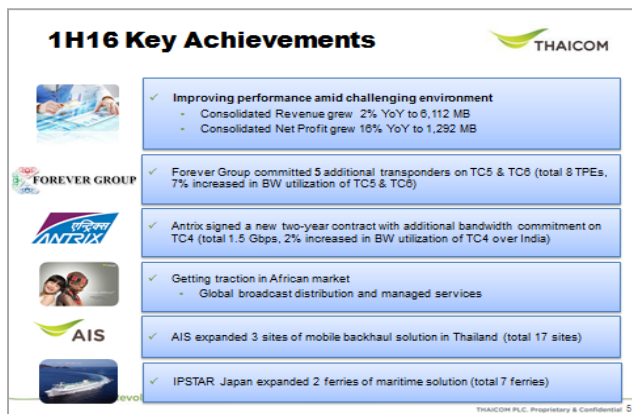 1H16 Key Achievements
THAICOM
✓ Improving performance amid challenging environment
- Consolidated Revenue grew 2% YoY to 6,112 MB
- Consolidated Net Profit grew 16% YoY to 1,292 MB
FOREVER GROUP
✓ Forever Group committed 5 additional transponders on TC5 & TC6 (total 8 TPEs,
7% increased in BW utilization of TC5 & TC6)
एन्ट्रिक्स
ANTRIX
✓ Antrix signed a new two-year contract with additional bandwidth commitment on
TC4 (total 1.5 Gbps, 2% increased in BW utilization of TC4 over India)
✓ Getting traction in African market
- Global broadcast distribution and managed services
AIS
✓ AIS expanded 3 sites of mobile backhaul solution in Thailand (total 17 sites)
✓ IPSTAR Japan expanded 2 ferries of maritime solution (total 7 ferries)
THAICOM PLC. Proprietary & Confidential 5